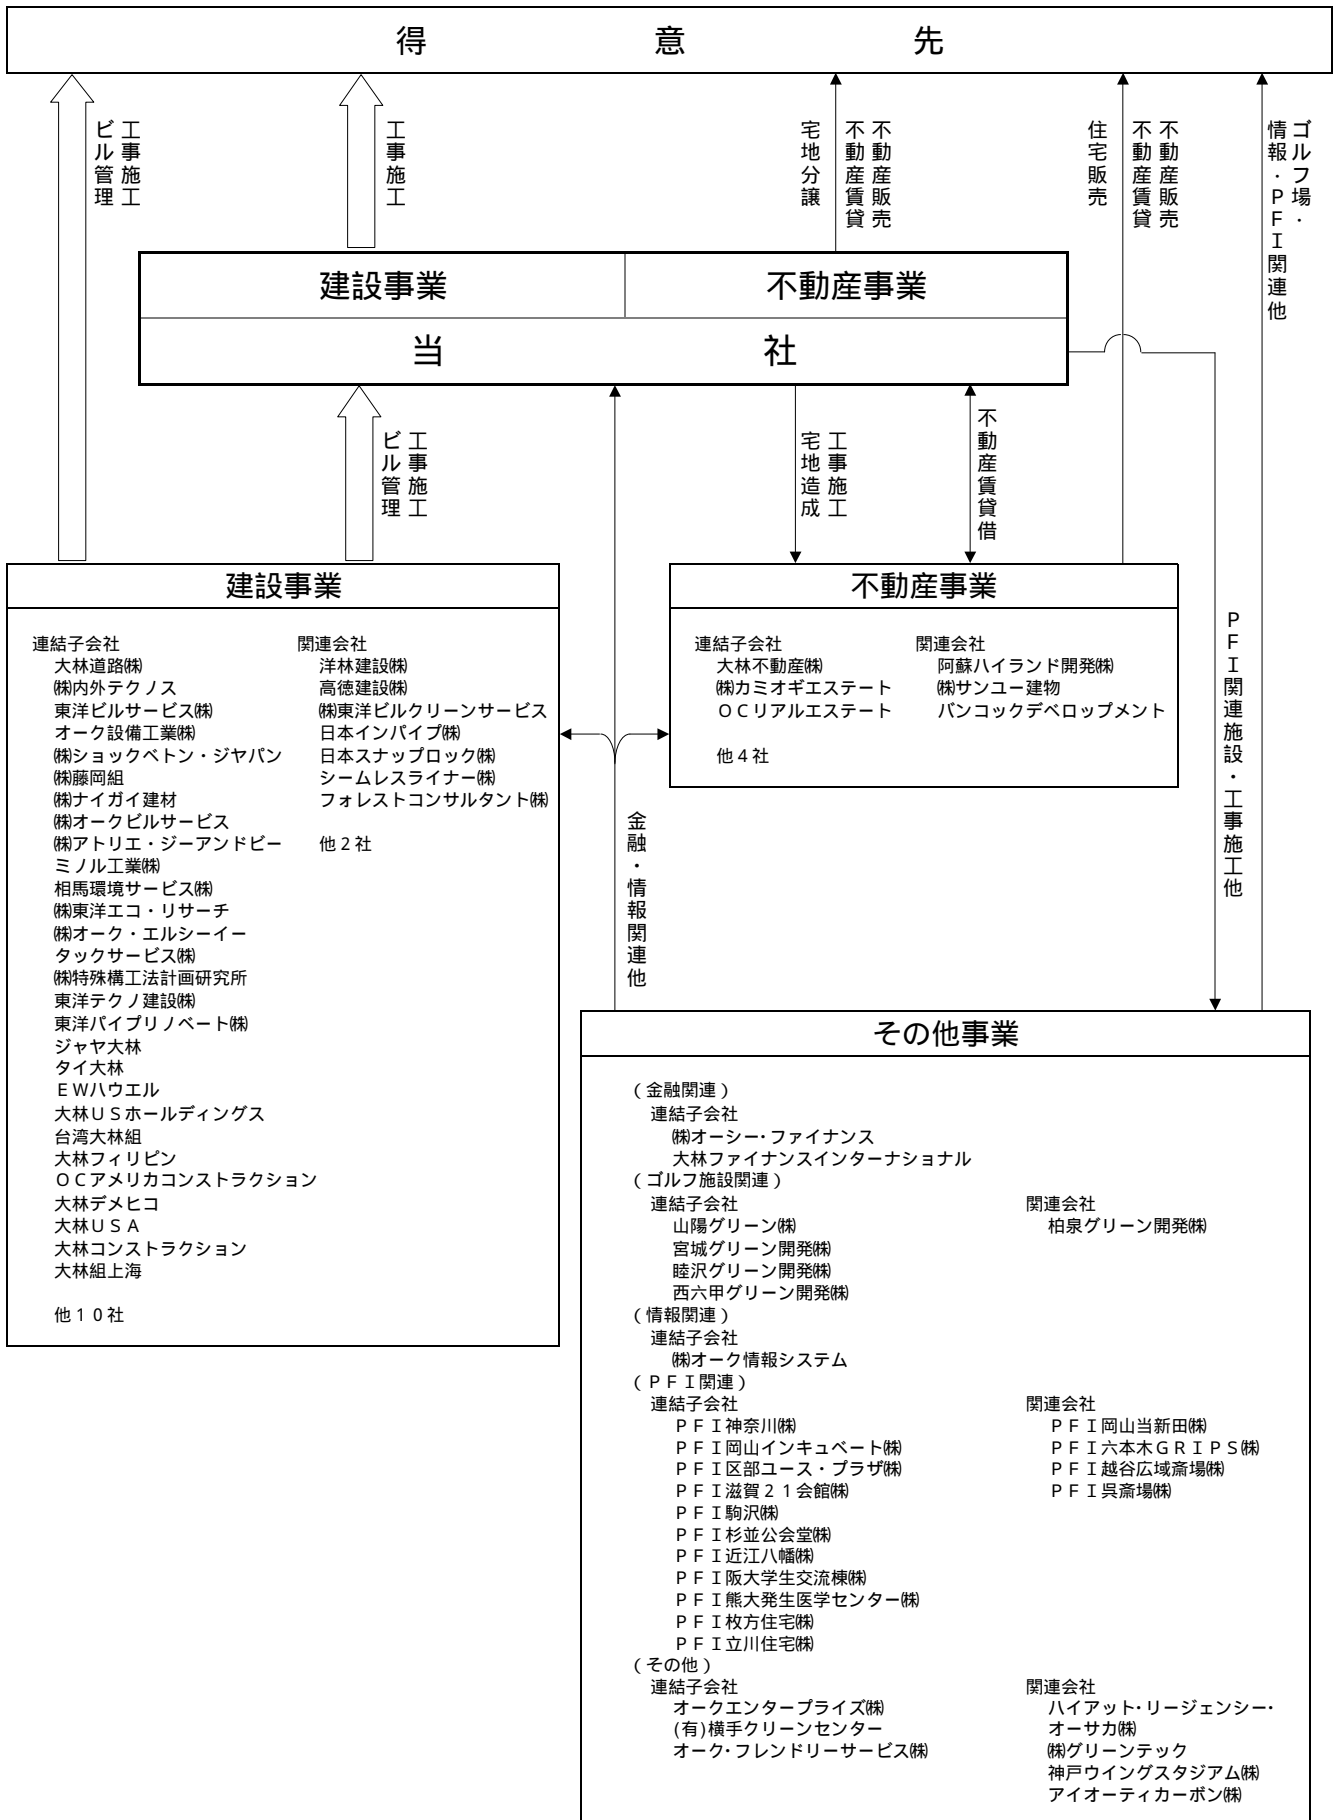 得意先
工事施工
ビル管理
工事施工
不動産販売
不動産賃貸
宅地分譲
不動産販売
不動産賃貸
住宅販売
ゴルフ場・
情報・ＰＦＩ関連他
建設事業
不動産事業
当社
工事施工
ビル管理
工事施工
宅地造成
不動産賃貸借
建設事業
連結子会社
大林道路㈱
㈱内外テクノス
東洋ビルサービス㈱
オーク設備工業㈱
㈱ショックベトン・ジヤパン
㈱藤岡組
㈱ナイガイ建材
㈱オークビルサービス
㈱アトリエ・ジーアンドビー
ミノル工業㈱
相馬環境サービス㈱
㈱東洋エコ・リサーチ
㈱オーク・エルシーイー
タックサービス㈱
㈱特殊構工法計画研究所
東洋テクノ建設㈱
東洋パイプリノベート㈱
ジャヤ大林
タイ大林
ＥＷハウエル
大林ＵＳホールディングス
台湾大林組
大林フィリピン
ＯＣアメリカコンストラクション
大林デメヒコ
大林ＵＳＡ
大林コンストラクション
大林組上海
他１０社
関連会社
洋林建設㈱
高徳建設㈱
㈱東洋ビルクリーンサービス
日本インパイプ㈱
日本スナップロック㈱
シームレスライナー㈱
フォレストコンサルタント㈱
他２社
不動産事業
連結子会社
大林不動産㈱
㈱カミオギエステート
ＯＣリアルエステート
他４社
関連会社
阿蘇ハイランド開発㈱
㈱サンユー建物
バンコックデベロップメント
金融・情報関連他
ＰＦＩ関連施設・工事施工他
その他事業
（金融関連）
連結子会社
㈱オーシー・ファイナンス
大林ファイナンスインターナショナル
（ゴルフ施設関連）
連結子会社
山陽グリーン㈱
宮城グリーン開発㈱
睦沢グリーン開発㈱
西六甲グリーン開発㈱
関連会社
柏泉グリーン開発㈱
（情報関連）
連結子会社
㈱オーク情報システム
（ＰＦＩ関連）
連結子会社
ＰＦＩ神奈川㈱
ＰＦＩ岡山インキュベート㈱
ＰＦＩ区部ユース・プラザ㈱
ＰＦＩ滋賀２１会館㈱
ＰＦＩ駒沢㈱
ＰＦＩ杉並公会堂㈱
ＰＦＩ近江八幡㈱
ＰＦＩ阪大学生交流棟㈱
ＰＦＩ熊大発生医学センター㈱
ＰＦＩ枚方住宅㈱
ＰＦＩ立川住宅㈱
関連会社
ＰＦＩ岡山当新田㈱
ＰＦＩ六本木ＧＲＩＰＳ㈱
ＰＦＩ越谷広域斎場㈱
ＰＦＩ呉斎場㈱
（その他）
連結子会社
オークエンタープライズ㈱
(有)横手クリーンセンター
オーク・フレンドリーサービス㈱
関連会社
ハイアット・リージェンシー・
オーサカ㈱
㈱グリーンテック
神戸ウイングスタジアム㈱
アイオーティカーボン㈱